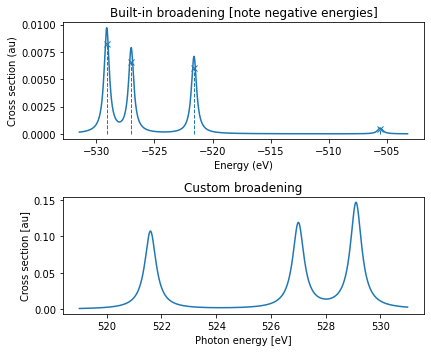 Built-in broadening [note negative energies]
0.0100
0.0075
0.0050
0.0025
0.0000
Cross section (au)
−530 −525 −520 −515 −510 −505
Energy (eV)
Custom broadening
0.15
0.10
0.05
0.00
Cross section [au]
520 522 524 526 528 530
Photon energy [eV]